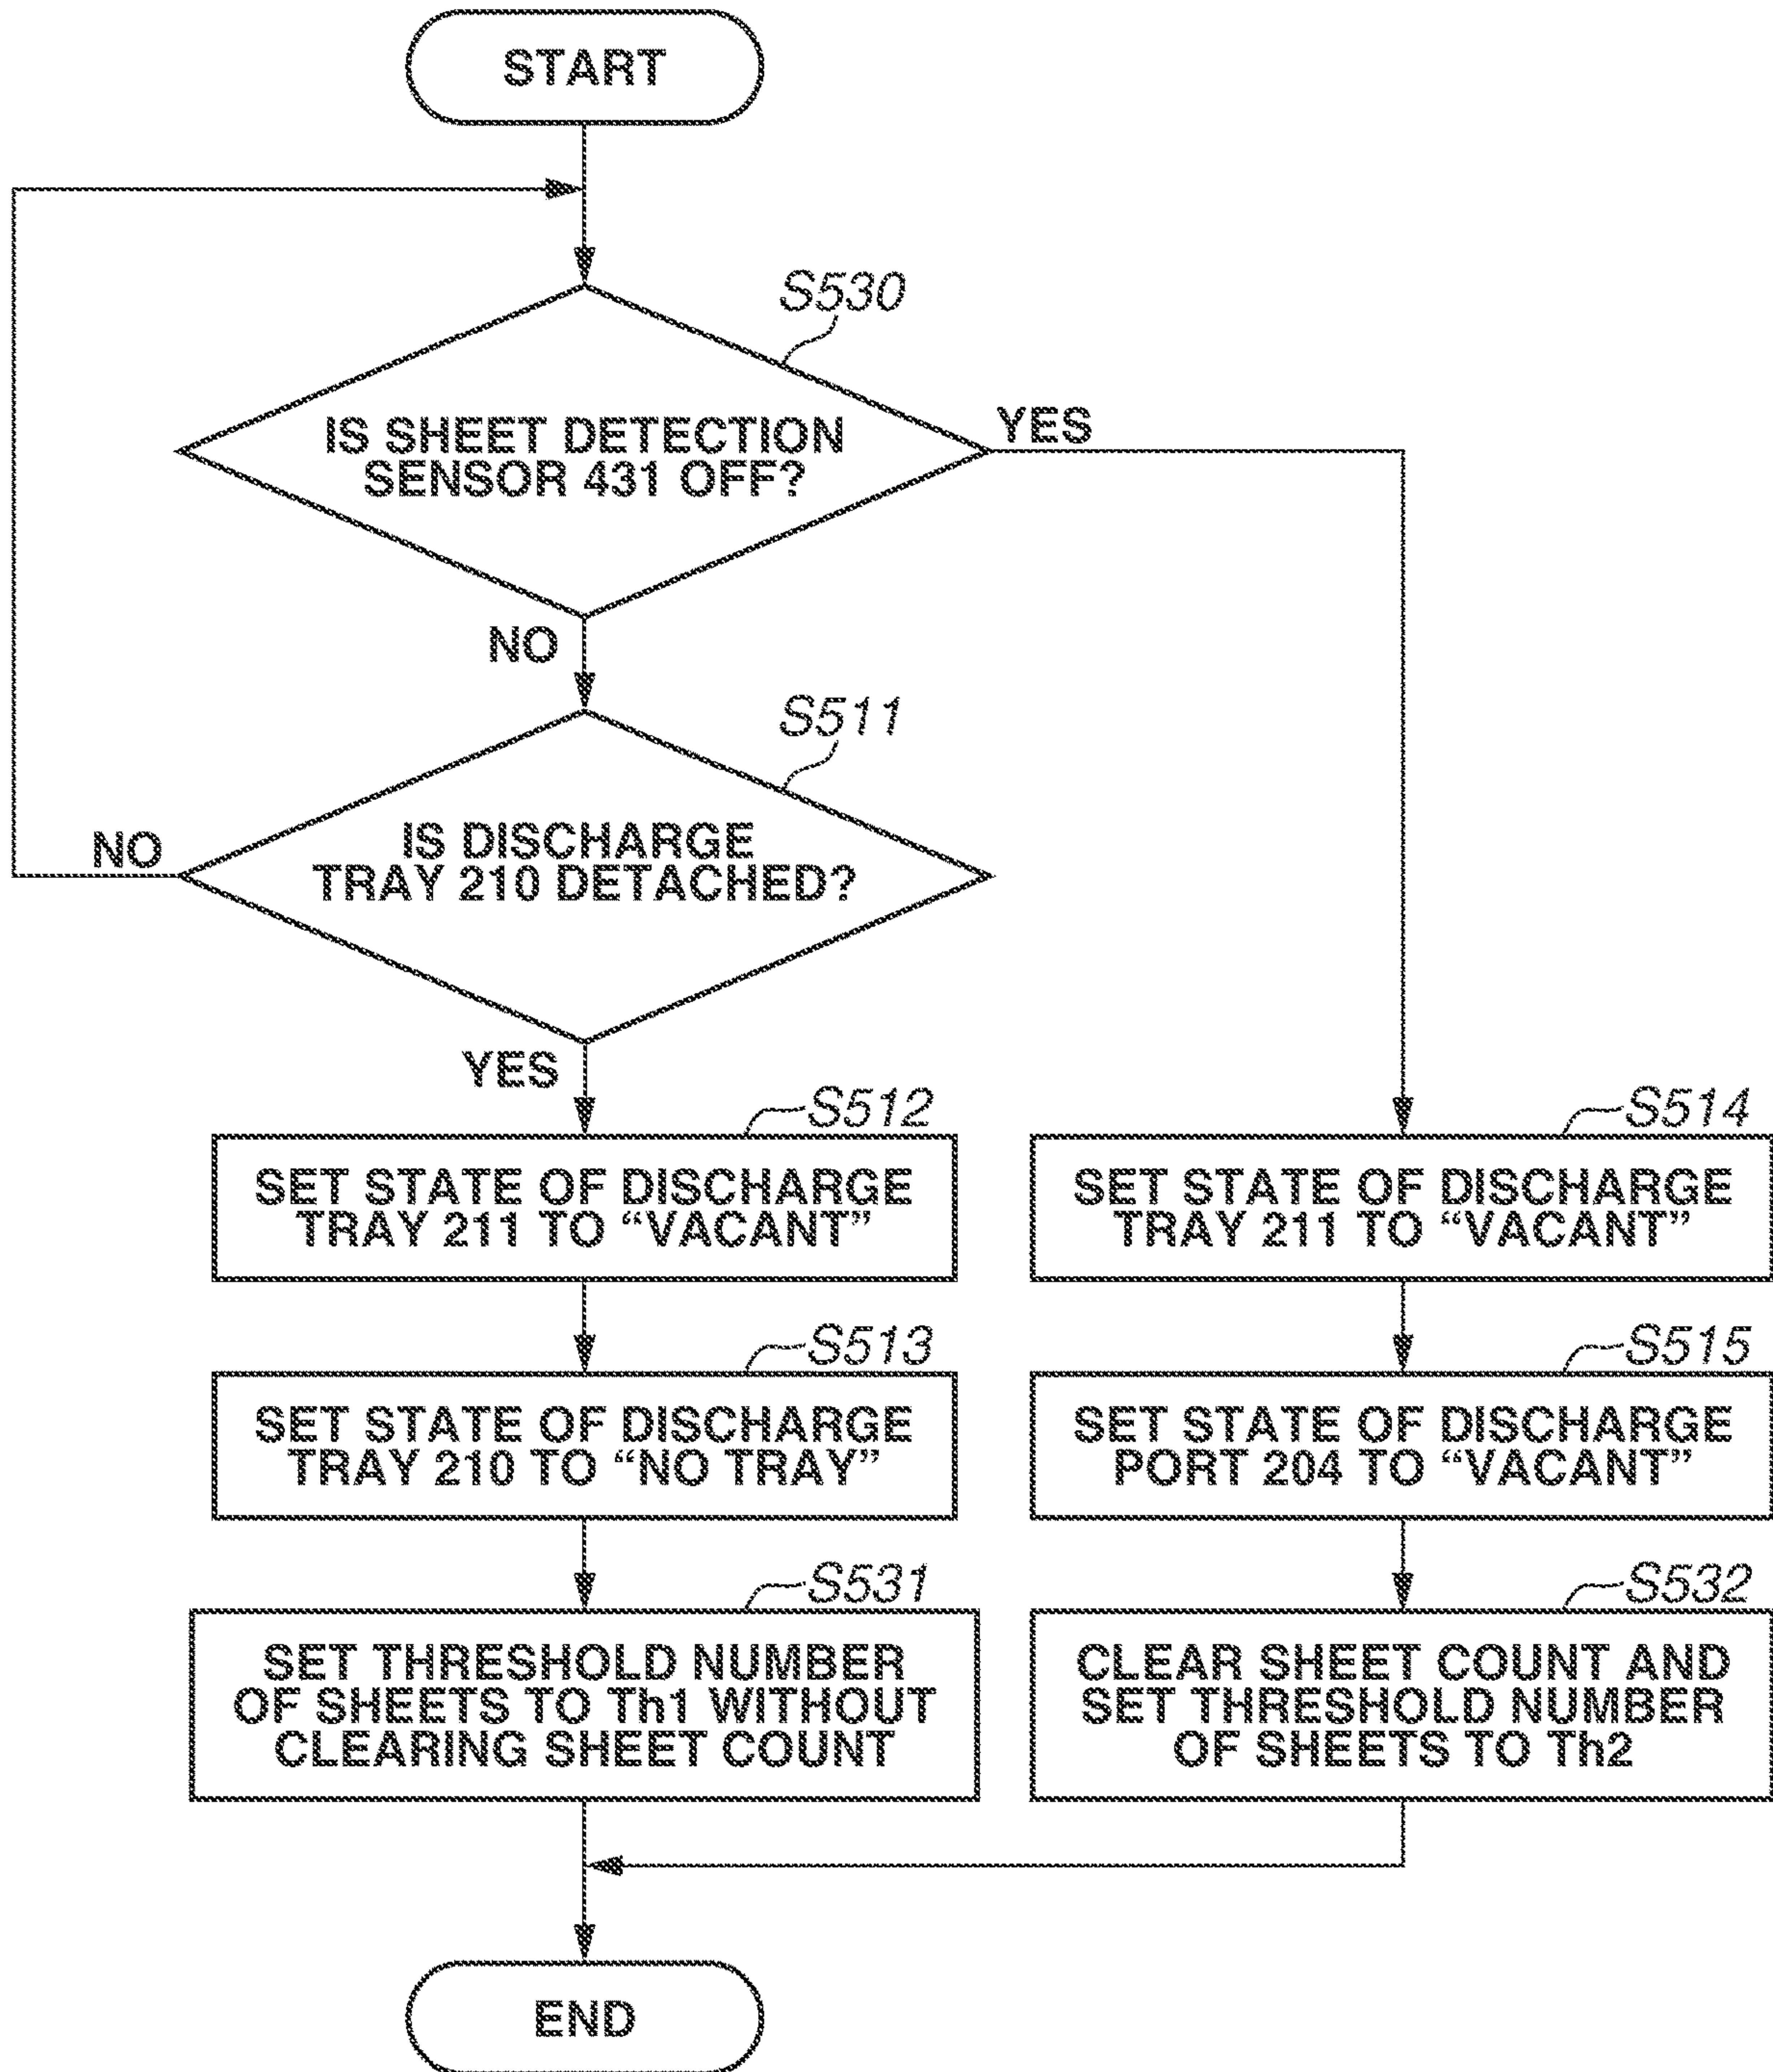 START
S530
IS SHEET DETECTION
SENSOR 431 OFF?
YES
NO
S511
IS DISCHARGE
TRAY 210 DETACHED?
NO
YES
S512
SET STATE OF DISCHARGE
TRAY 211 TO “VACANT”
S514
SET STATE OF DISCHARGE
TRAY 211 TO “VACANT”
S513
SET STATE OF DISCHARGE
TRAY 210 TO “NO TRAY”
S515
SET STATE OF DISCHARGE
PORT 204 TO “VACANT”
S531
SET THRESHOLD NUMBER
OF SHEETS TO Th1 WITHOUT
CLEARING SHEET COUNT
S532
CLEAR SHEET COUNT AND
SET THRESHOLD NUMBER
OF SHEETS TO Th2
END